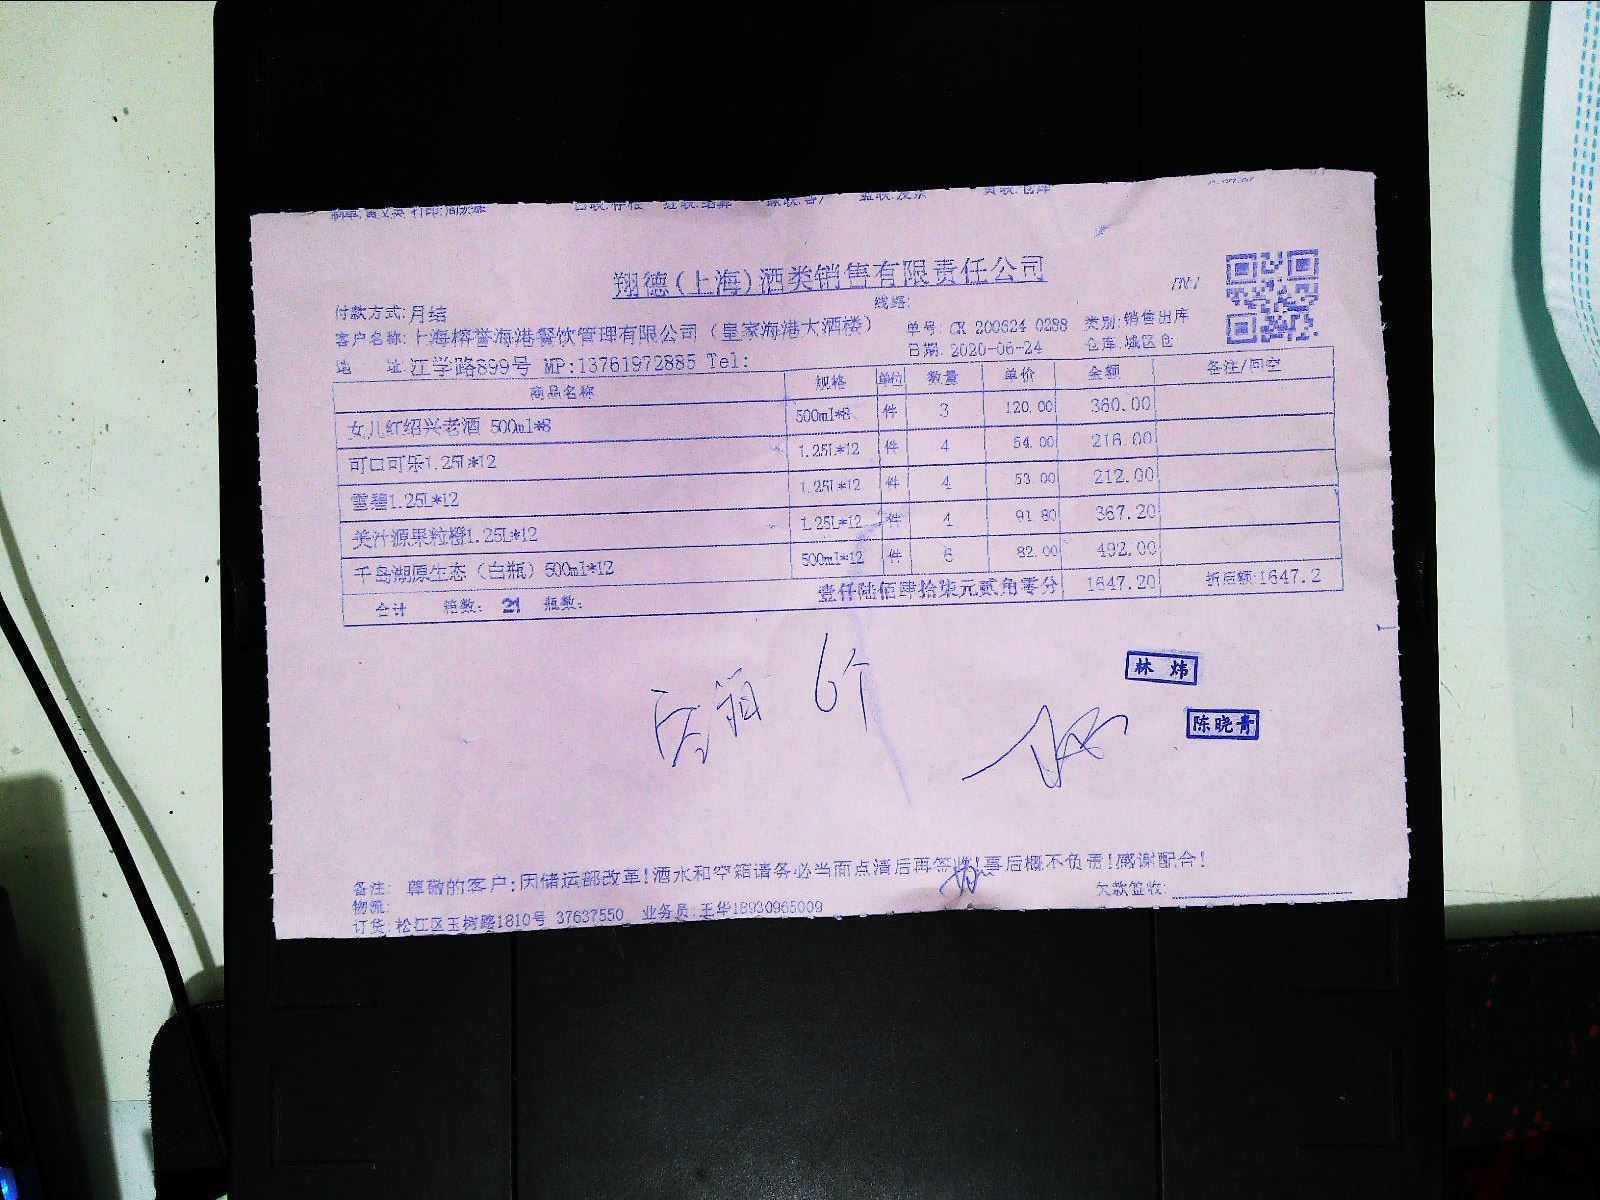 翔德(上海)酒类销售有限责任公司
付款方式:月结
线路:
客户名称:上海榕誉海港餐饮管理有限公司(皇家海港大酒楼)
单号: CK 200624 0288 类别:销售出库
地 址:江学路899号 MP:13761972885 Tel:
日期: 2020-06-24 仓库:城区仓
商品名称 规格 单位 数量 单价 金额 备注/回空
女儿红绍兴老酒 500ml*8 500ml*8 件 3 120.00 360.00
可口可乐1.25l*12 1.25l*12 件 4 54.00 216.00
雪碧1.25L*12 1.25l*12 件 4 53.00 212.00
美汁源果粒橙1.25L*12 1.25L*12 件 4 91.80 367.20
千岛湖原生态(白瓶)500ml*12 500ml*12 件 6 82.00 492.00
合计 箱数: 21 瓶数: 壹仟陆佰肆拾柒元贰角零分 1647.20 折后额:1647.2
6个
林炜
陈晓青
备注: 尊敬的客户:因储运部改革!酒水和空箱请务必当面点清后再签收!事后概不负责!感谢配合!
物流:
欠款签收:
订货: 松江区玉树路1810号 37637550 业务员:王华18930965009